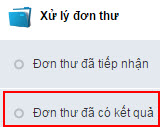 Xử lý đơn thư
Đơn thư đã tiếp nhận
Đơn thư đã có kết quả